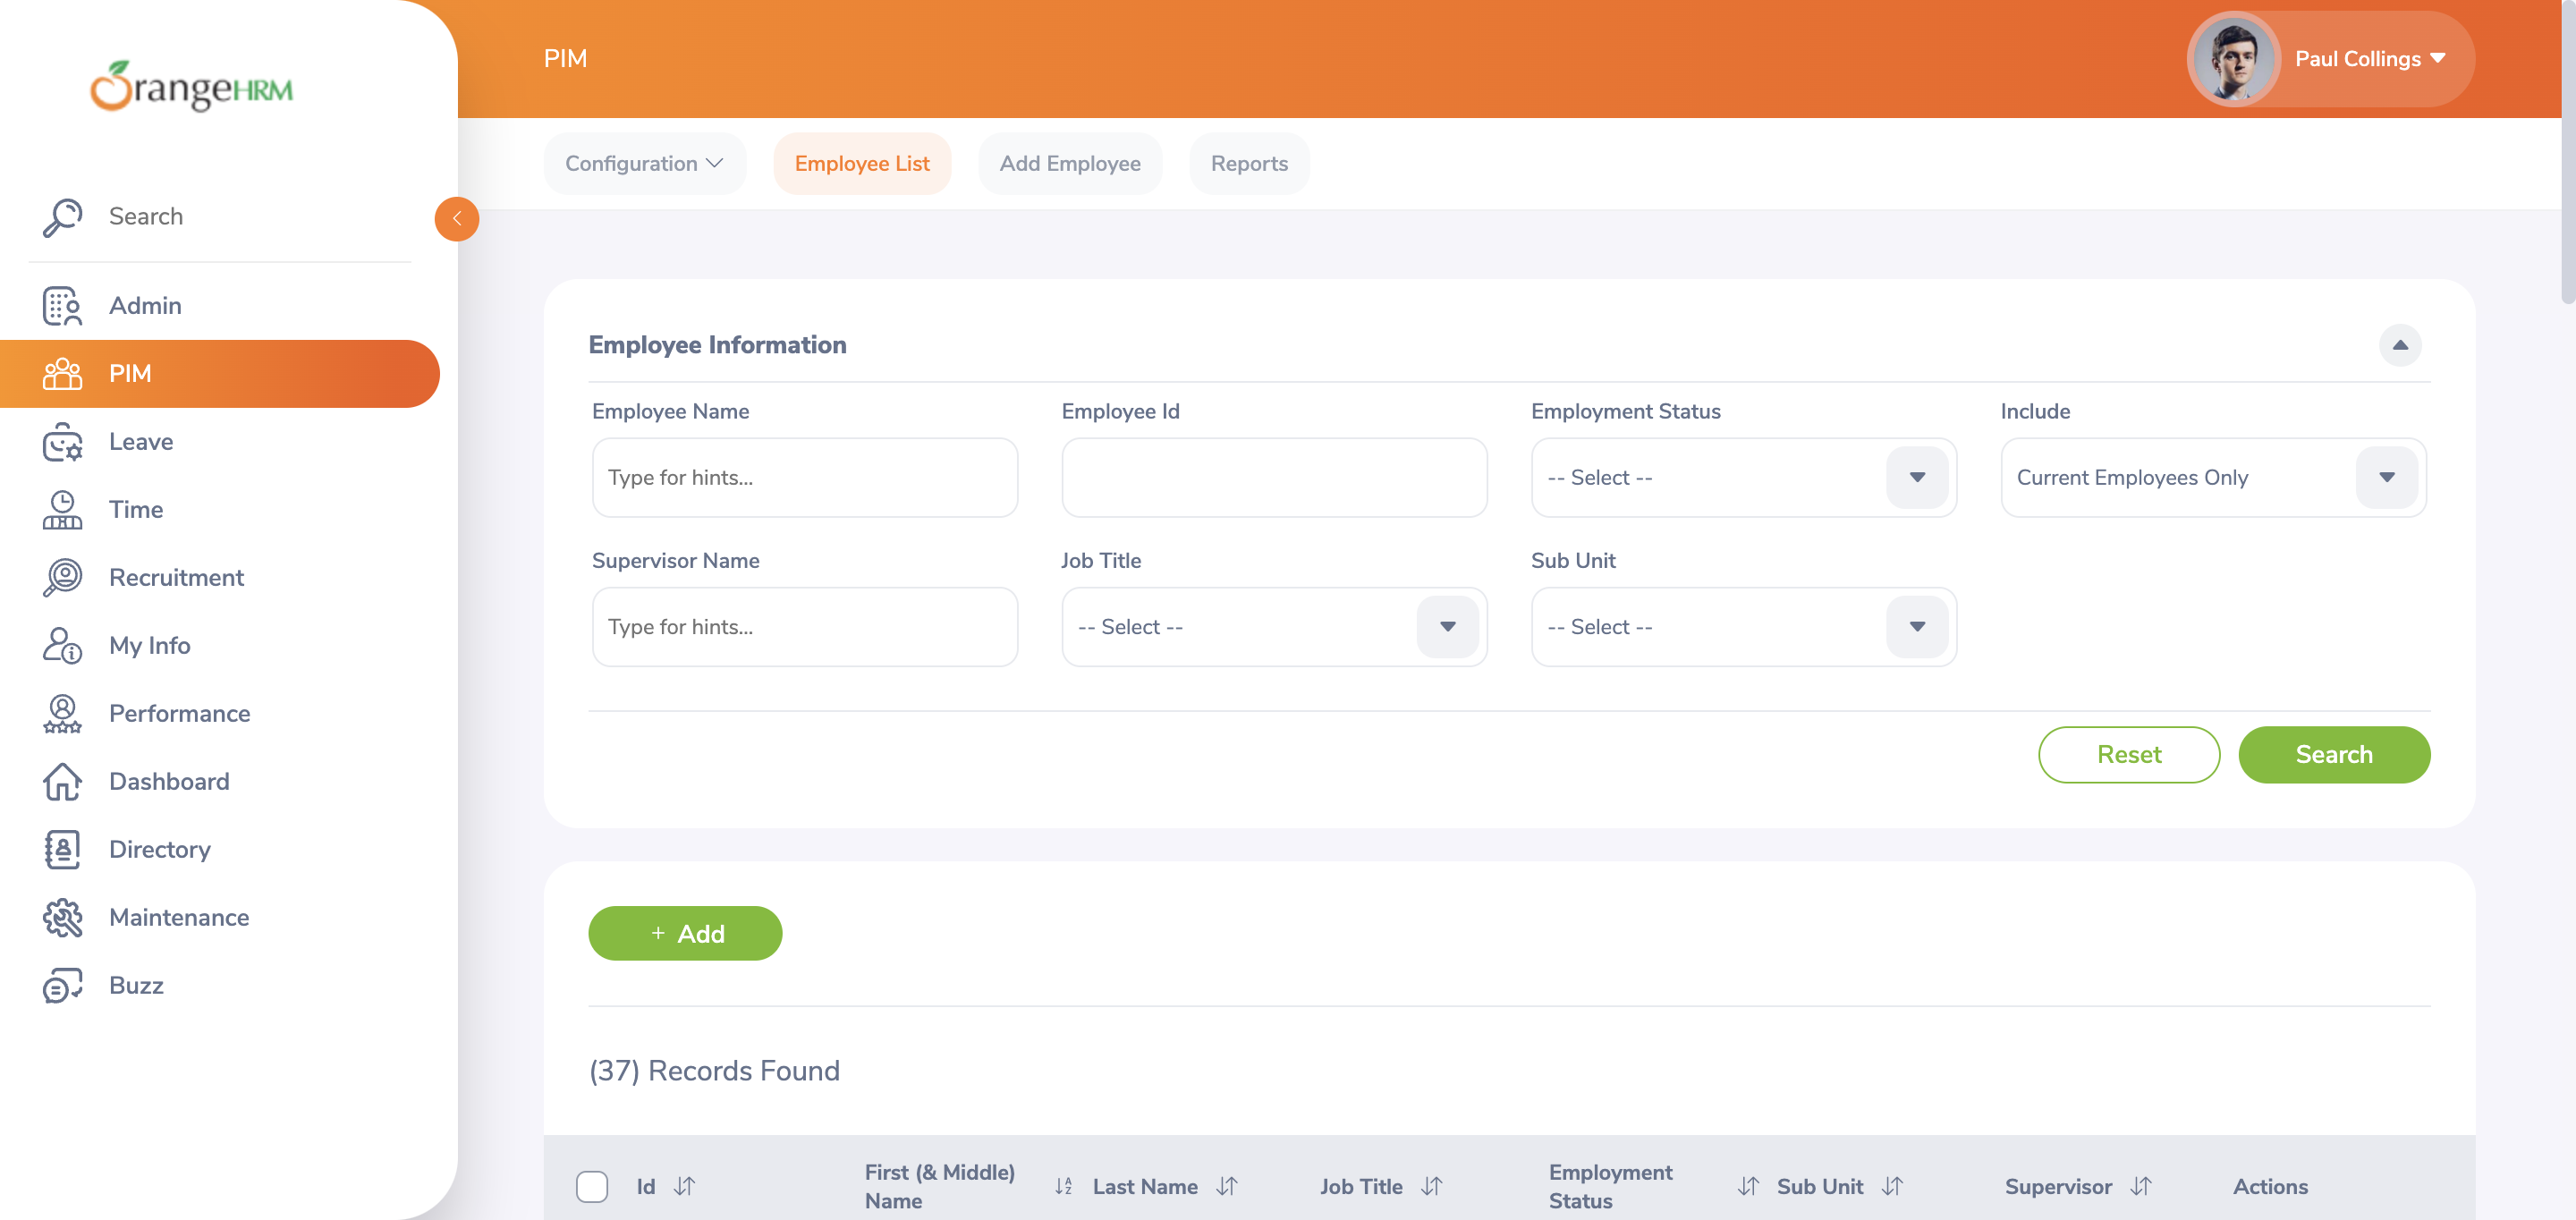 OrangeHRM
PIM
Paul Collings
Configuration
Employee List
Add Employee
Reports
Search
Admin
PIM
Leave
Time
Recruitment
My Info
Performance
Dashboard
Directory
Maintenance
Buzz
Employee Information
Employee Name
Employee Id
Employment Status
Include
Type for hints...
-- Select --
Current Employees Only
Supervisor Name
Job Title
Sub Unit
Type for hints...
-- Select --
-- Select --
Reset
Search
+ Add
(37) Records Found
Id
First (& Middle)
Name
Last Name
Job Title
Employment
Status
Sub Unit
Supervisor
Actions